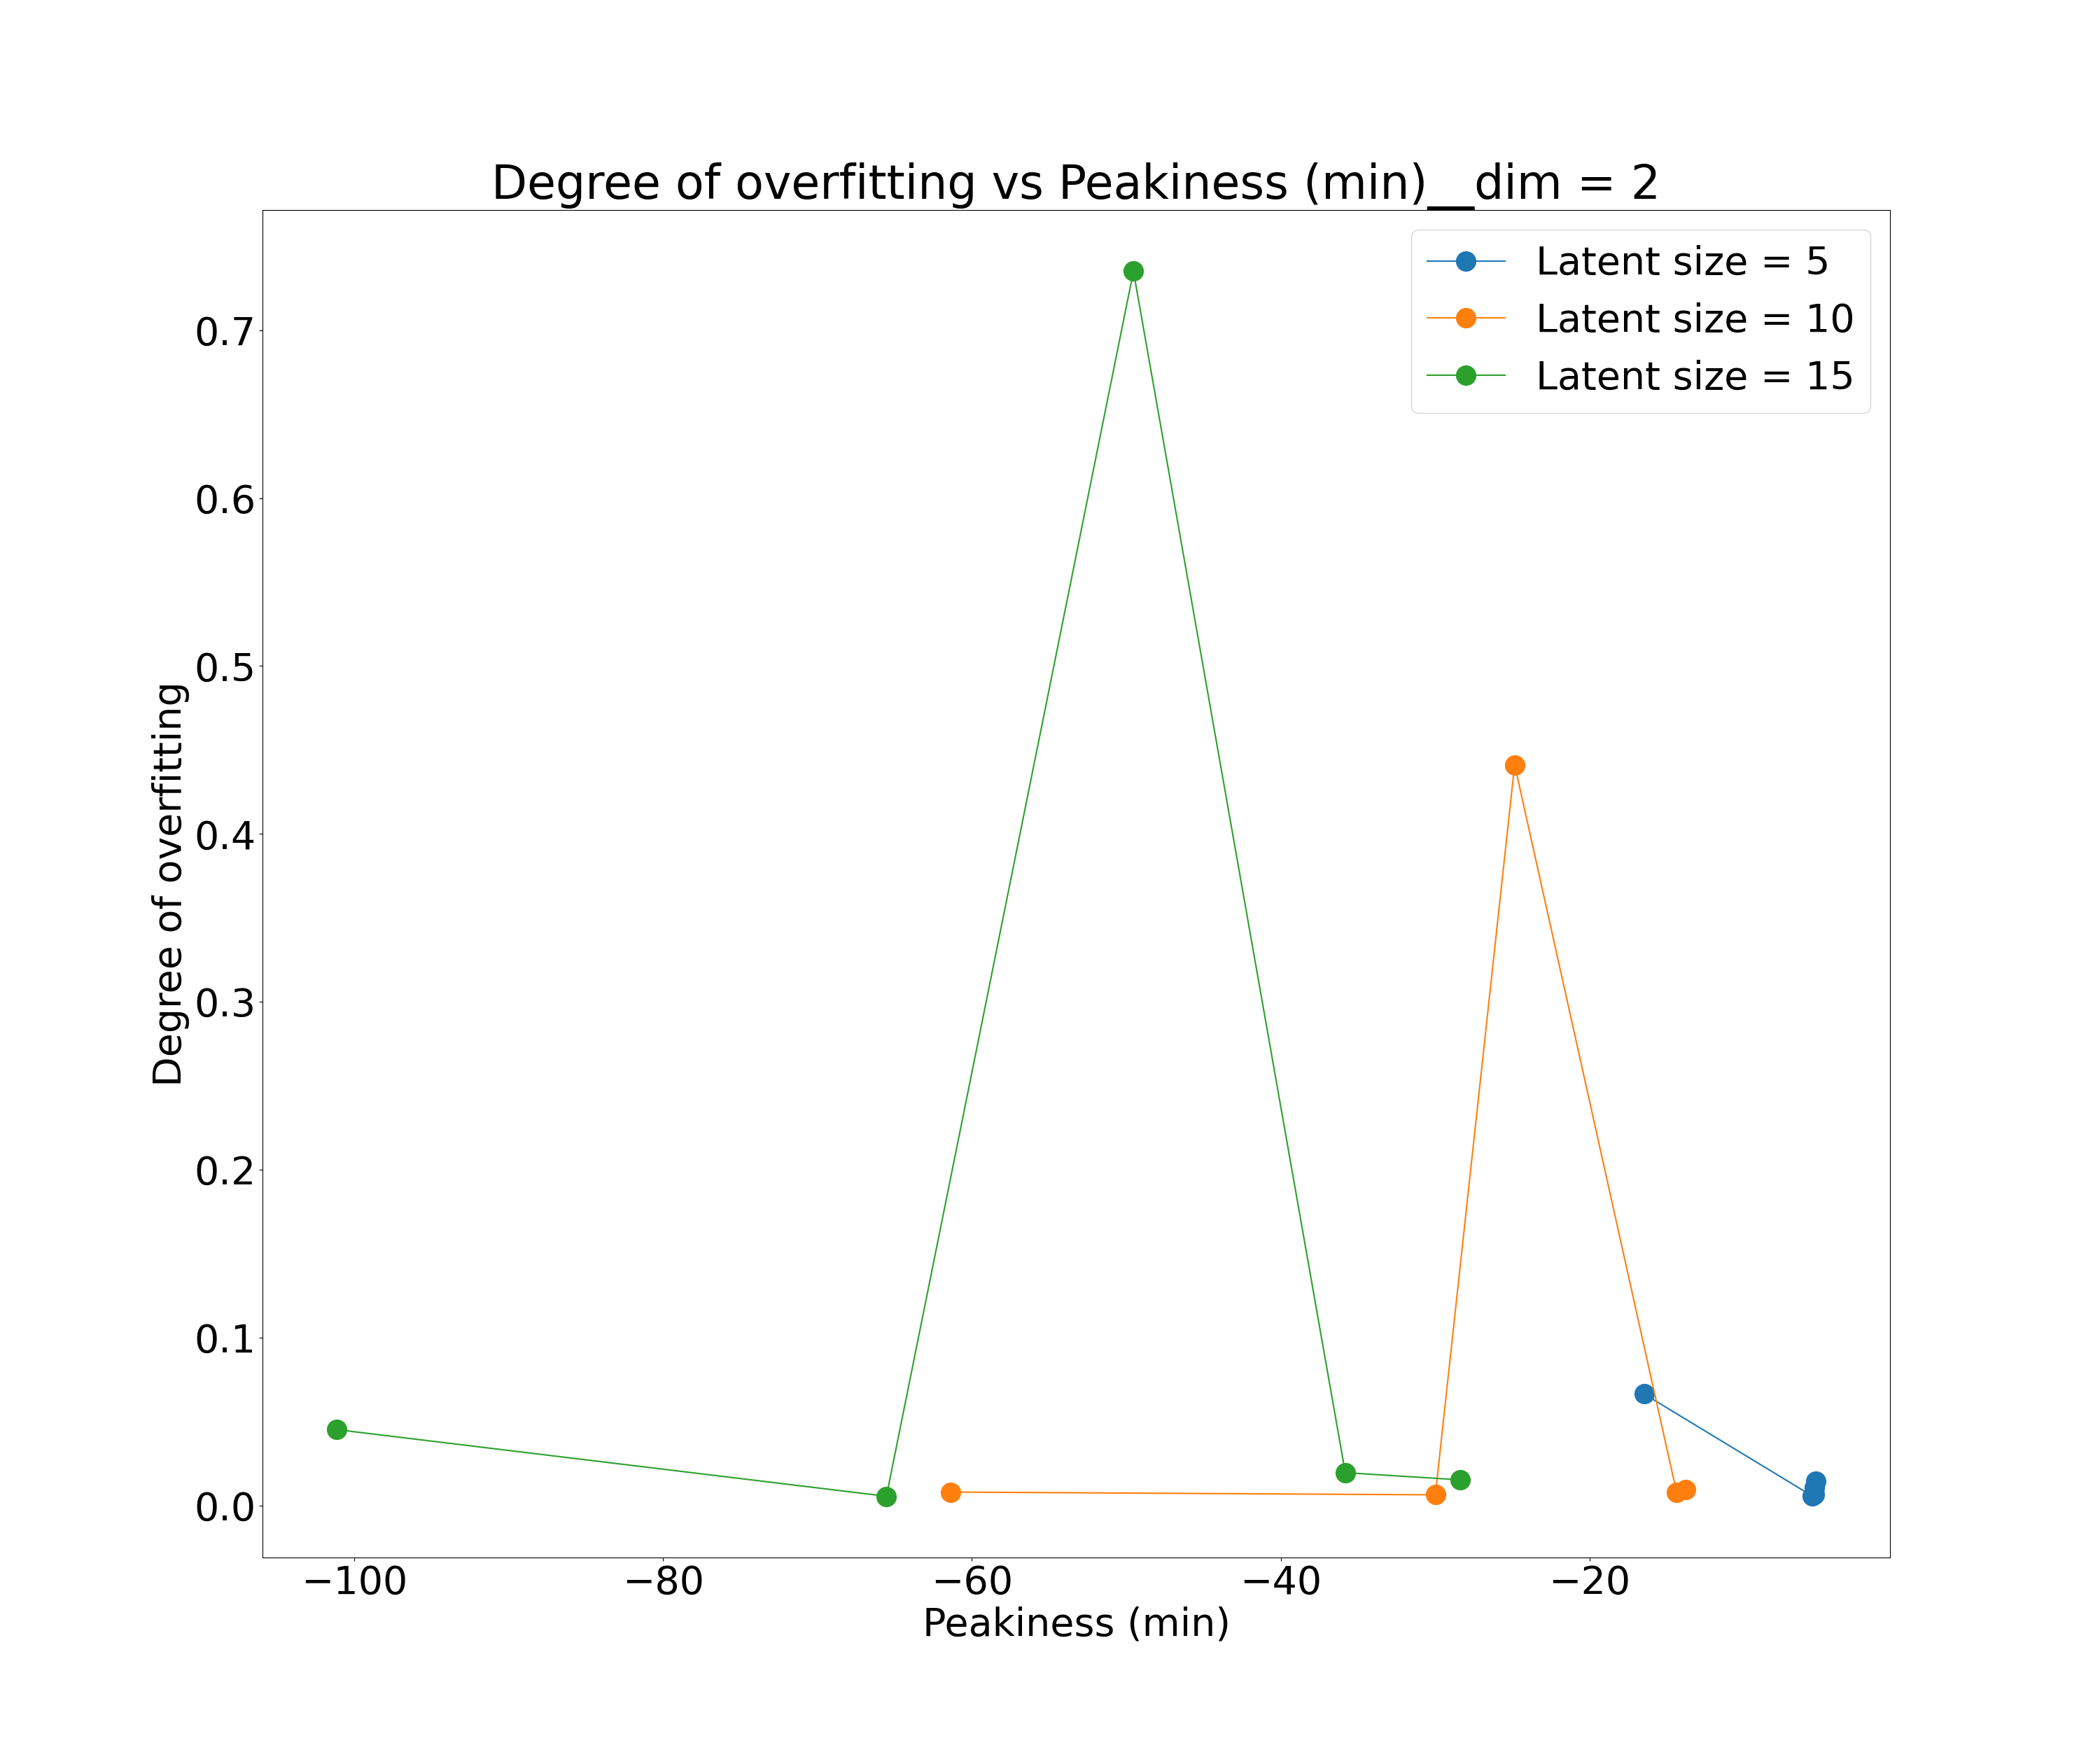 Degree of overfitting vs Peakiness (min)__dim = 2
Latent size = 5
Latent size = 10
Latent size = 15
0.7
0.6
0.5
0.4
0.3
0.2
0.1
0.0
Degree of overfitting
−100
−80
−60
−40
−20
Peakiness (min)